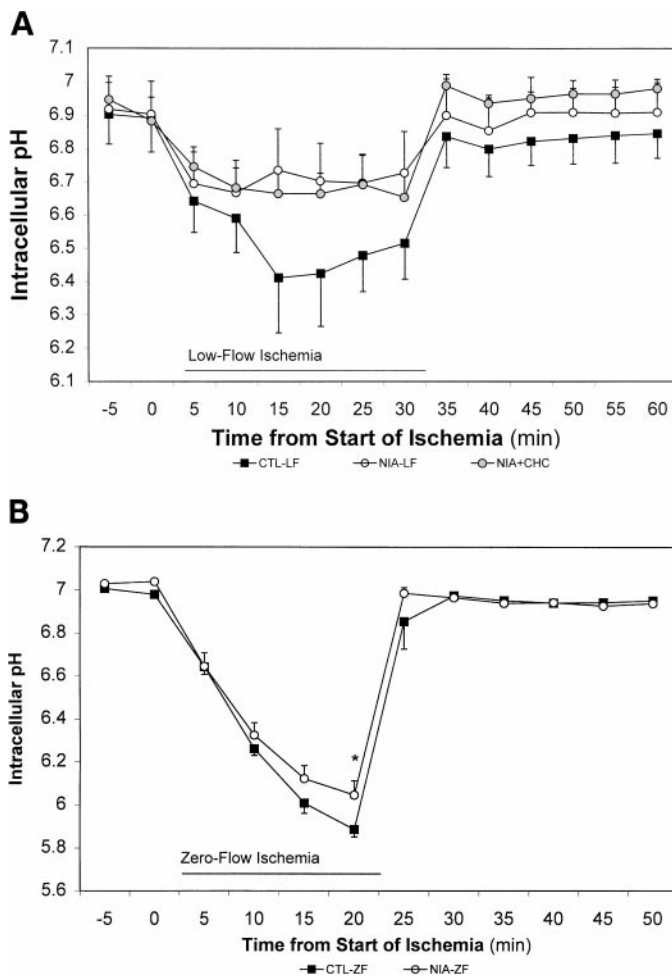 A
7.1
7
6.9
6.8
6.7
6.6
6.5
6.4
6.3
6.2
6.1
Intracellular pH
Low-Flow Ischemia
-5 0 5 10 15 20 25 30 35 40 45 50 55 60
Time from Start of Ischemia (min)
CTL-LF NIA-LF NIA+CHC
B
7.2
7
6.8
6.6
6.4
6.2
6
5.8
5.6
Intracellular pH
*
Zero-Flow Ischemia
-5 0 5 10 15 20 25 30 35 40 45 50
Time from Start of Ischemia (min)
CTL-ZF NIA-ZF